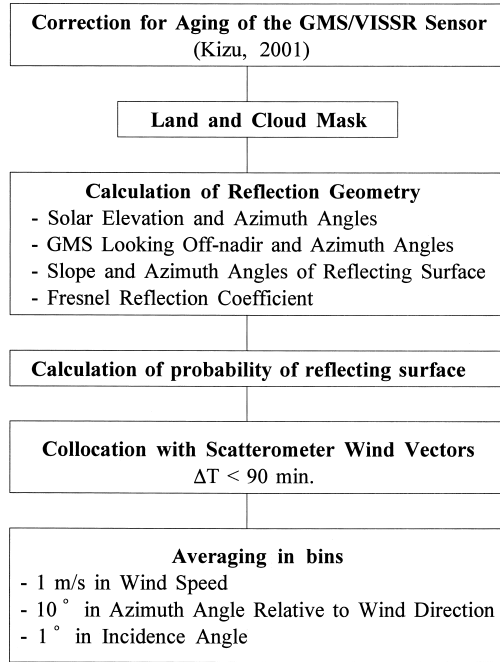 Correction for Aging of the GMS/VISSR Sensor
(Kizu, 2001)
Land and Cloud Mask
Calculation of Reflection Geometry
- Solar Elevation and Azimuth Angles
- GMS Looking Off-nadir and Azimuth Angles
- Slope and Azimuth Angles of Reflecting Surface
- Fresnel Reflection Coefficient
Calculation of probability of reflecting surface
Collocation with Scatterometer Wind Vectors
ΔT < 90 min.
Averaging in bins
- 1 m/s in Wind Speed
- 10° in Azimuth Angle Relative to Wind Direction
- 1° in Incidence Angle